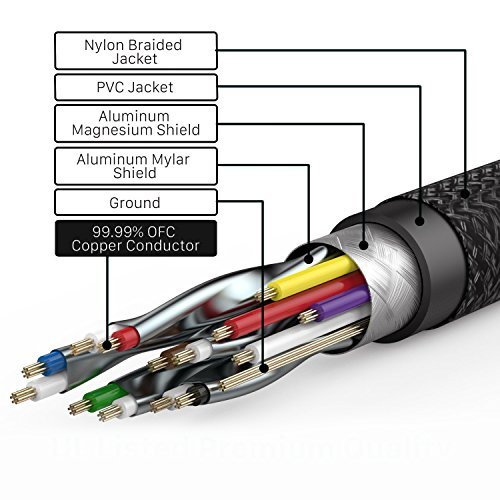 Nylon Braided
Jacket
PVC Jacket
Aluminum
Magnesium Shield
Aluminum Mylar
Shield
Ground
99.99% OFC
Copper Conductor
UL Listed Premium Quality